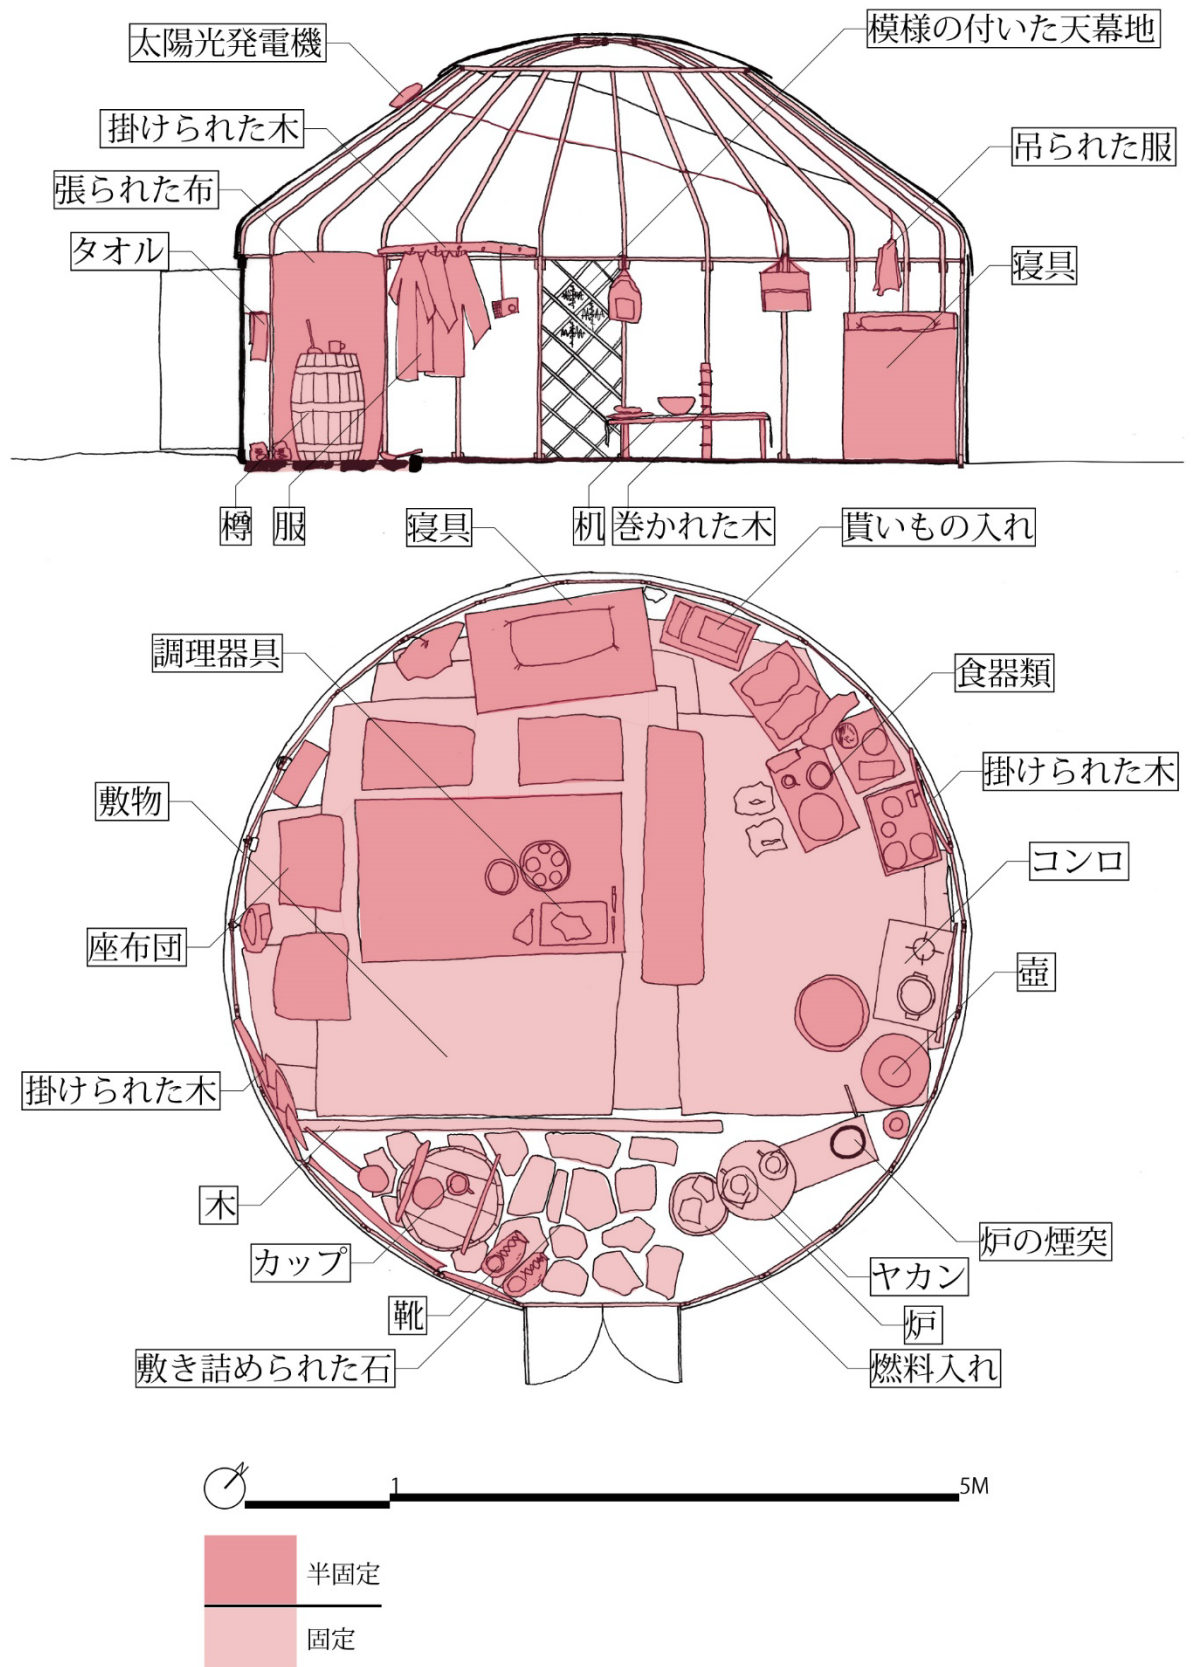 太陽光発電機
模様の付いた天幕地
掛けられた木
吊られた服
張られた布
タオル
寝具
樽
服
寝具
机
巻かれた木
貰いもの入れ
調理器具
食器類
掛けられた木
敷物
コンロ
座布団
壺
掛けられた木
木
カップ
炉の煙突
ヤカン
靴
炉
敷き詰められた石
燃料入れ
N
1
5M
半固定
固定